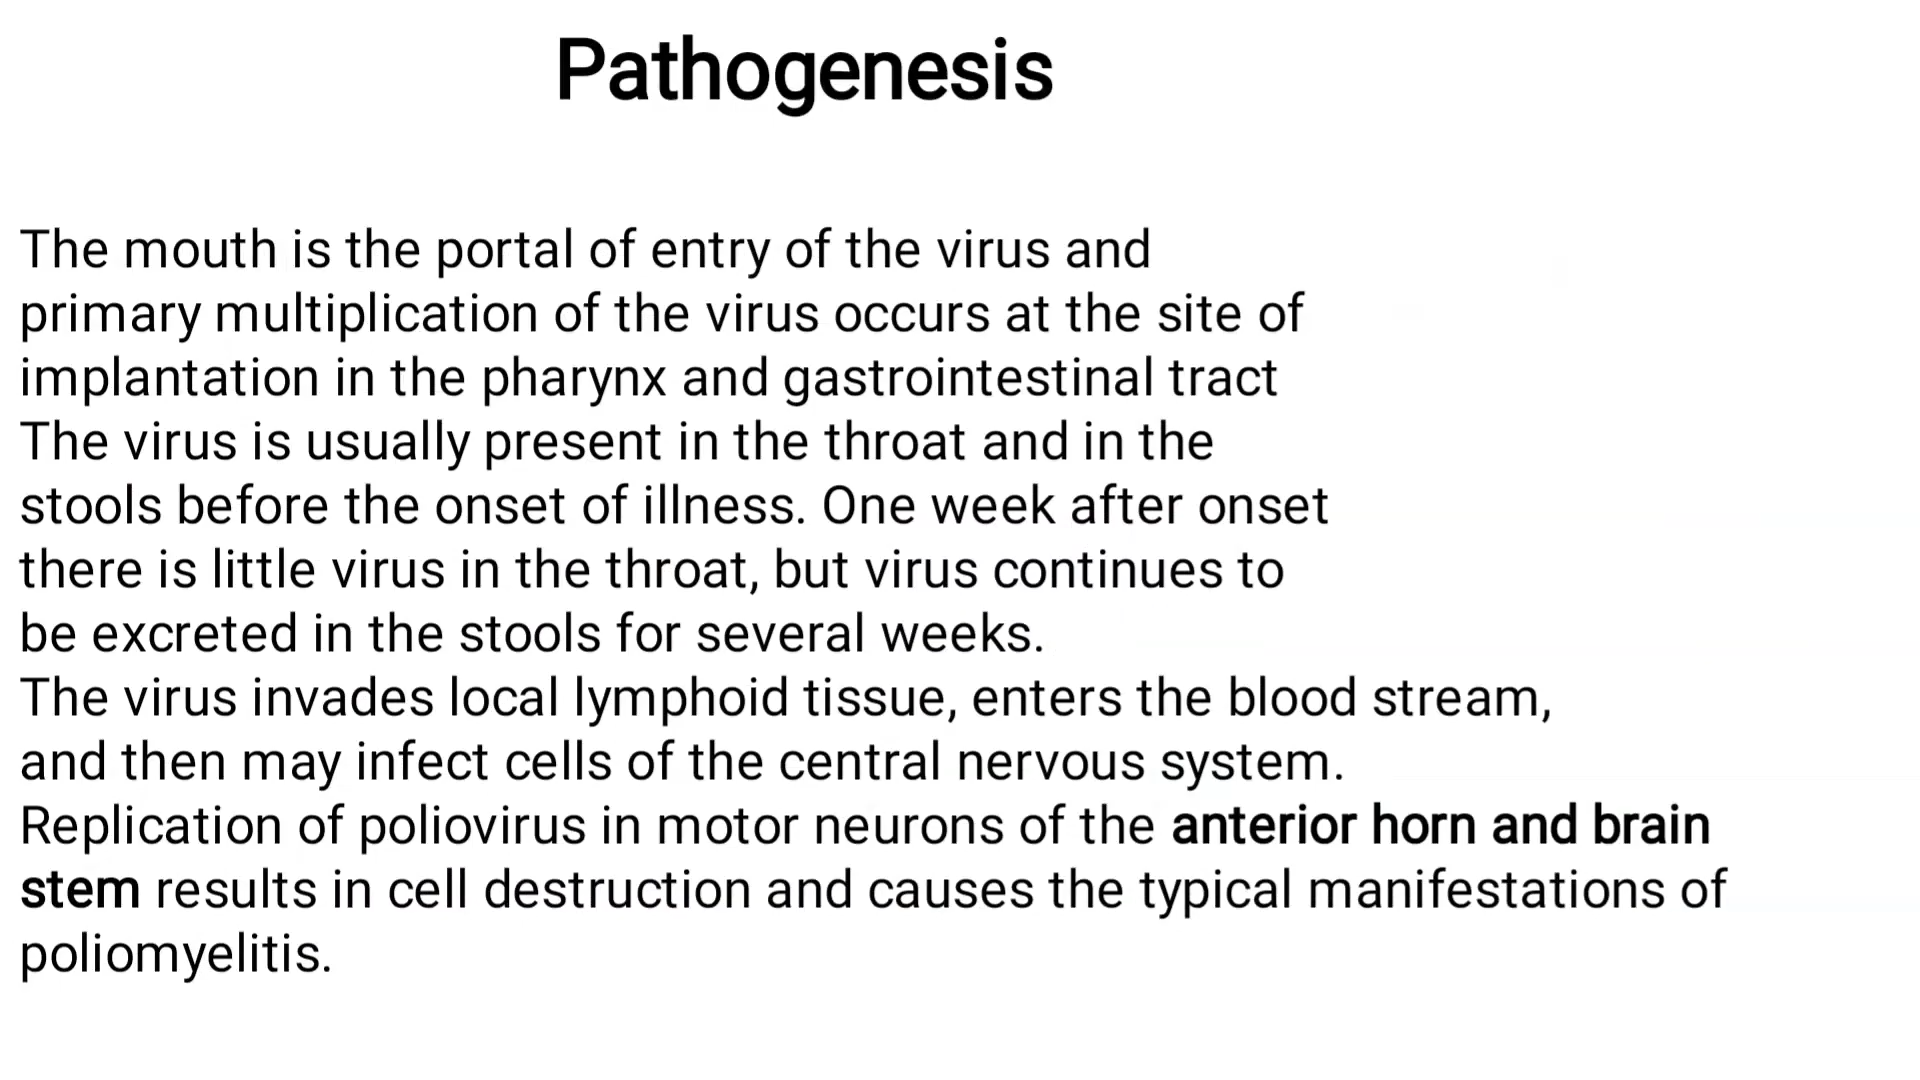 Pathogenesis
The mouth is the portal of entry of the virus and
primary multiplication of the virus occurs at the site of
implantation in the pharynx and gastrointestinal tract
The virus is usually present in the throat and in the
stools before the onset of illness. One week after onset
there is little virus in the throat, but virus continues to
be excreted in the stools for several weeks.
The virus invades local lymphoid tissue, enters the blood stream,
and then may infect cells of the central nervous system.
Replication of poliovirus in motor neurons of the anterior horn and brain
stem results in cell destruction and causes the typical manifestations of
poliomyelitis.